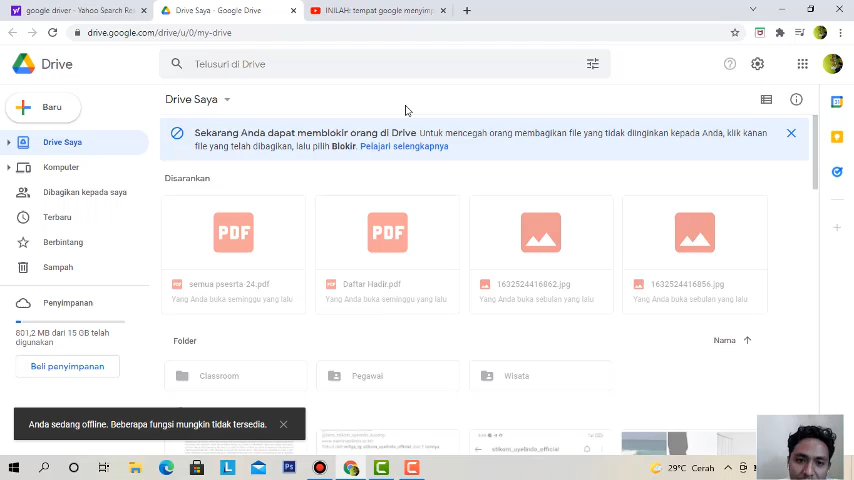 google driver - Yahoo Search Re
Drive Saya - Google Drive
INILAH: tempat google menyimp
drive.google.com/drive/u/0/my-drive
Drive
Telusuri di Drive
Baru
Drive Saya
Komputer
Dibagikan kepada saya
Terbaru
Berbintang
Sampah
Penyimpanan
801,2 MB dari 15 GB telah
digunakan
Beli penyimpanan
Drive Saya
Sekarang Anda dapat memblokir orang di Drive Untuk mencegah orang membagikan file yang tidak diinginkan kepada Anda, klik kanan
file yang telah dibagikan, lalu pilih Blokir. Pelajari selengkapnya
Disarankan
PDF
semua psesrta 24.pdf
Yang Anda buka seminggu yang lalu
PDF
Daftar Hadir.pdf
Yang Anda buka seminggu yang lalu
1632524416862.jpg
Yang Anda buka sebulan yang lalu
1632524416856.jpg
Yang Anda buka sebulan yang lalu
Folder
Nama
Classroom
Pegawai
Wisata
stikom_uyelindo_official
Anda sedang offline. Beberapa fungsi mungkin tidak tersedia.
29°C Cerah